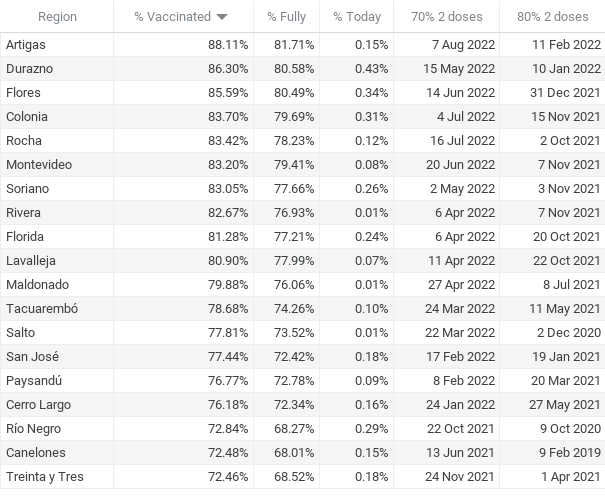 Region % Vaccinated % Fully % Today 70% 2 doses 80% 2 doses
Artigas 88.11% 81.71% 0.15% 7 Aug 2022 11 Feb 2022
Durazno 86.30% 80.58% 0.43% 15 May 2022 10 Jan 2022
Flores 85.59% 80.49% 0.34% 14 Jun 2022 31 Dec 2021
Colonia 83.70% 79.69% 0.31% 4 Jul 2022 15 Nov 2021
Rocha 83.42% 78.23% 0.12% 16 Jul 2022 2 Oct 2021
Montevideo 83.20% 79.41% 0.08% 20 Jun 2022 7 Nov 2021
Soriano 83.05% 77.66% 0.26% 2 May 2022 3 Nov 2021
Rivera 82.67% 76.93% 0.01% 6 Apr 2022 7 Nov 2021
Florida 81.28% 77.21% 0.24% 6 Apr 2022 20 Oct 2021
Lavalleja 80.90% 77.99% 0.07% 11 Apr 2022 22 Oct 2021
Maldonado 79.88% 76.06% 0.01% 27 Apr 2022 8 Jul 2021
Tacuarembó 78.68% 74.26% 0.10% 24 Mar 2022 11 May 2021
Salto 77.81% 73.52% 0.01% 22 Mar 2022 2 Dec 2020
San José 77.44% 72.42% 0.18% 17 Feb 2022 19 Jan 2021
Paysandú 76.77% 72.78% 0.09% 8 Feb 2022 20 Mar 2021
Cerro Largo 76.18% 72.34% 0.16% 24 Jan 2022 27 May 2021
Río Negro 72.84% 68.27% 0.29% 22 Oct 2021 9 Oct 2020
Canelones 72.48% 68.01% 0.15% 13 Jun 2021 9 Feb 2019
Treinta y Tres 72.46% 68.52% 0.18% 24 Nov 2021 1 Apr 2021